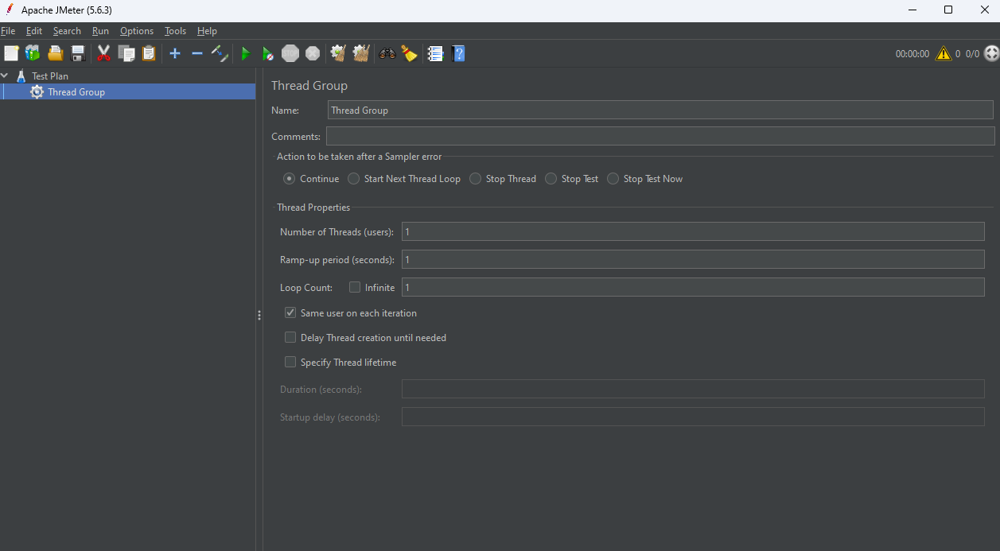 Apache JMeter (5.6.3)
File Edit Search Run Options Tools Help
STOP 00:00:00 0 0/0
Test Plan
Thread Group
Thread Group
Name: Thread Group
Comments:
Action to be taken after a Sampler error
Continue Start Next Thread Loop Stop Thread Stop Test Stop Test Now
Thread Properties
Number of Threads (users): 1
Ramp-up period (seconds): 1
Loop Count: Infinite 1
Same user on each iteration
Delay Thread creation until needed
Specify Thread lifetime
Duration (seconds):
Startup delay (seconds):